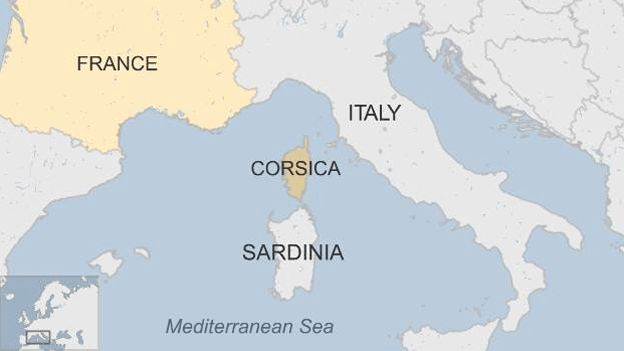 FRANCE
ITALY
CORSICA
SARDINIA
Mediterranean Sea